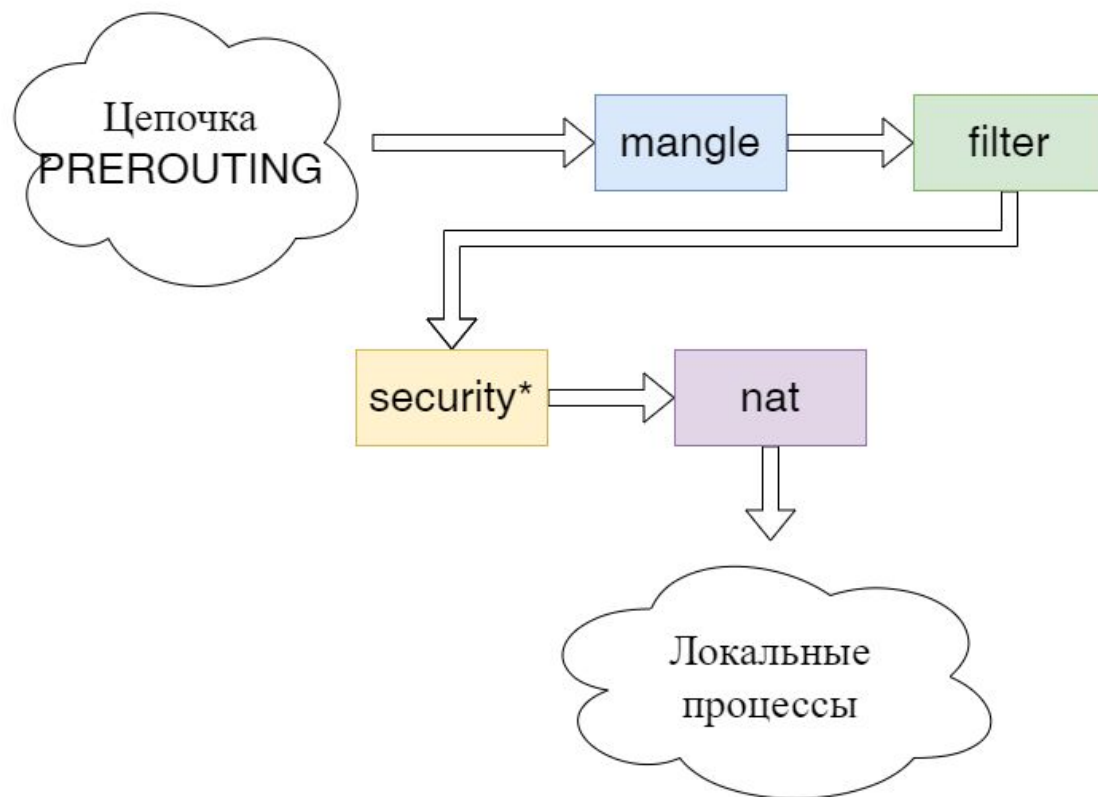 Цепочка
PREROUTING
mangle
filter
security*
nat
Локальные
процессы